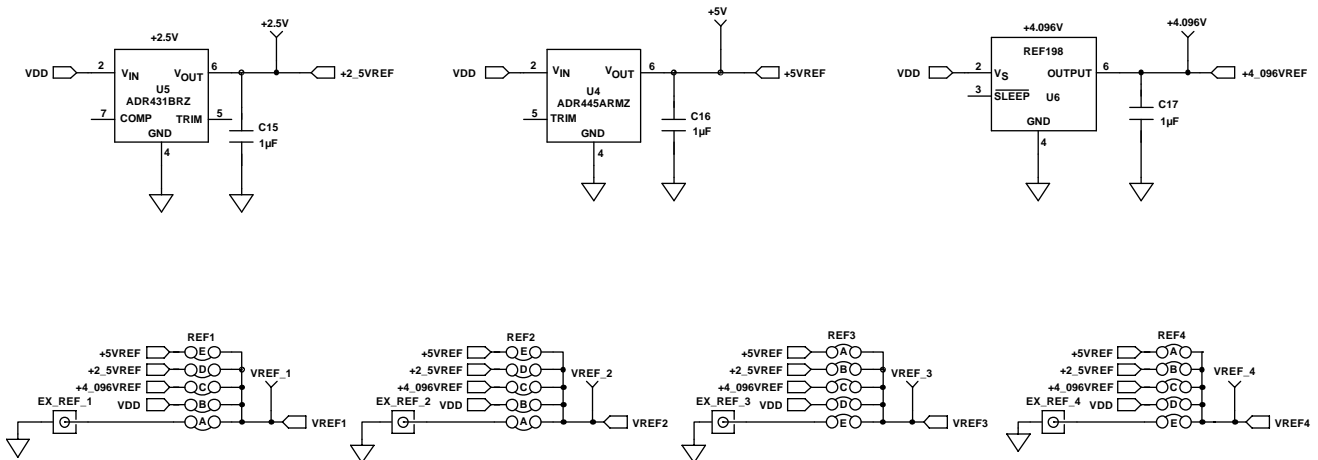 +2.5V
+2.5V
VDD
2
VIN
VOUT
6
+2_5VREF
U5
ADR431BRZ
7
COMP
TRIM
5
GND
4
C15
1µF
+5V
VDD
2
VIN
VOUT
6
+5VREF
U4
ADR445ARMZ
5
TRIM
GND
4
C16
1µF
+4.096V
+4.096V
REF198
VDD
2
VS
OUTPUT
6
+4_096VREF
3
SLEEP
U6
GND
4
C17
1µF
REF1
+5VREF
E
+2_5VREF
D
VREF_1
+4_096VREF
C
EX_REF_1
VDD
B
A
VREF1
REF2
+5VREF
E
+2_5VREF
D
VREF_2
+4_096VREF
C
EX_REF_2
VDD
B
A
VREF2
REF3
+5VREF
A
+2_5VREF
B
VREF_3
+4_096VREF
C
EX_REF_3
VDD
D
E
VREF3
REF4
+5VREF
A
+2_5VREF
B
VREF_4
+4_096VREF
C
EX_REF_4
VDD
D
E
VREF4